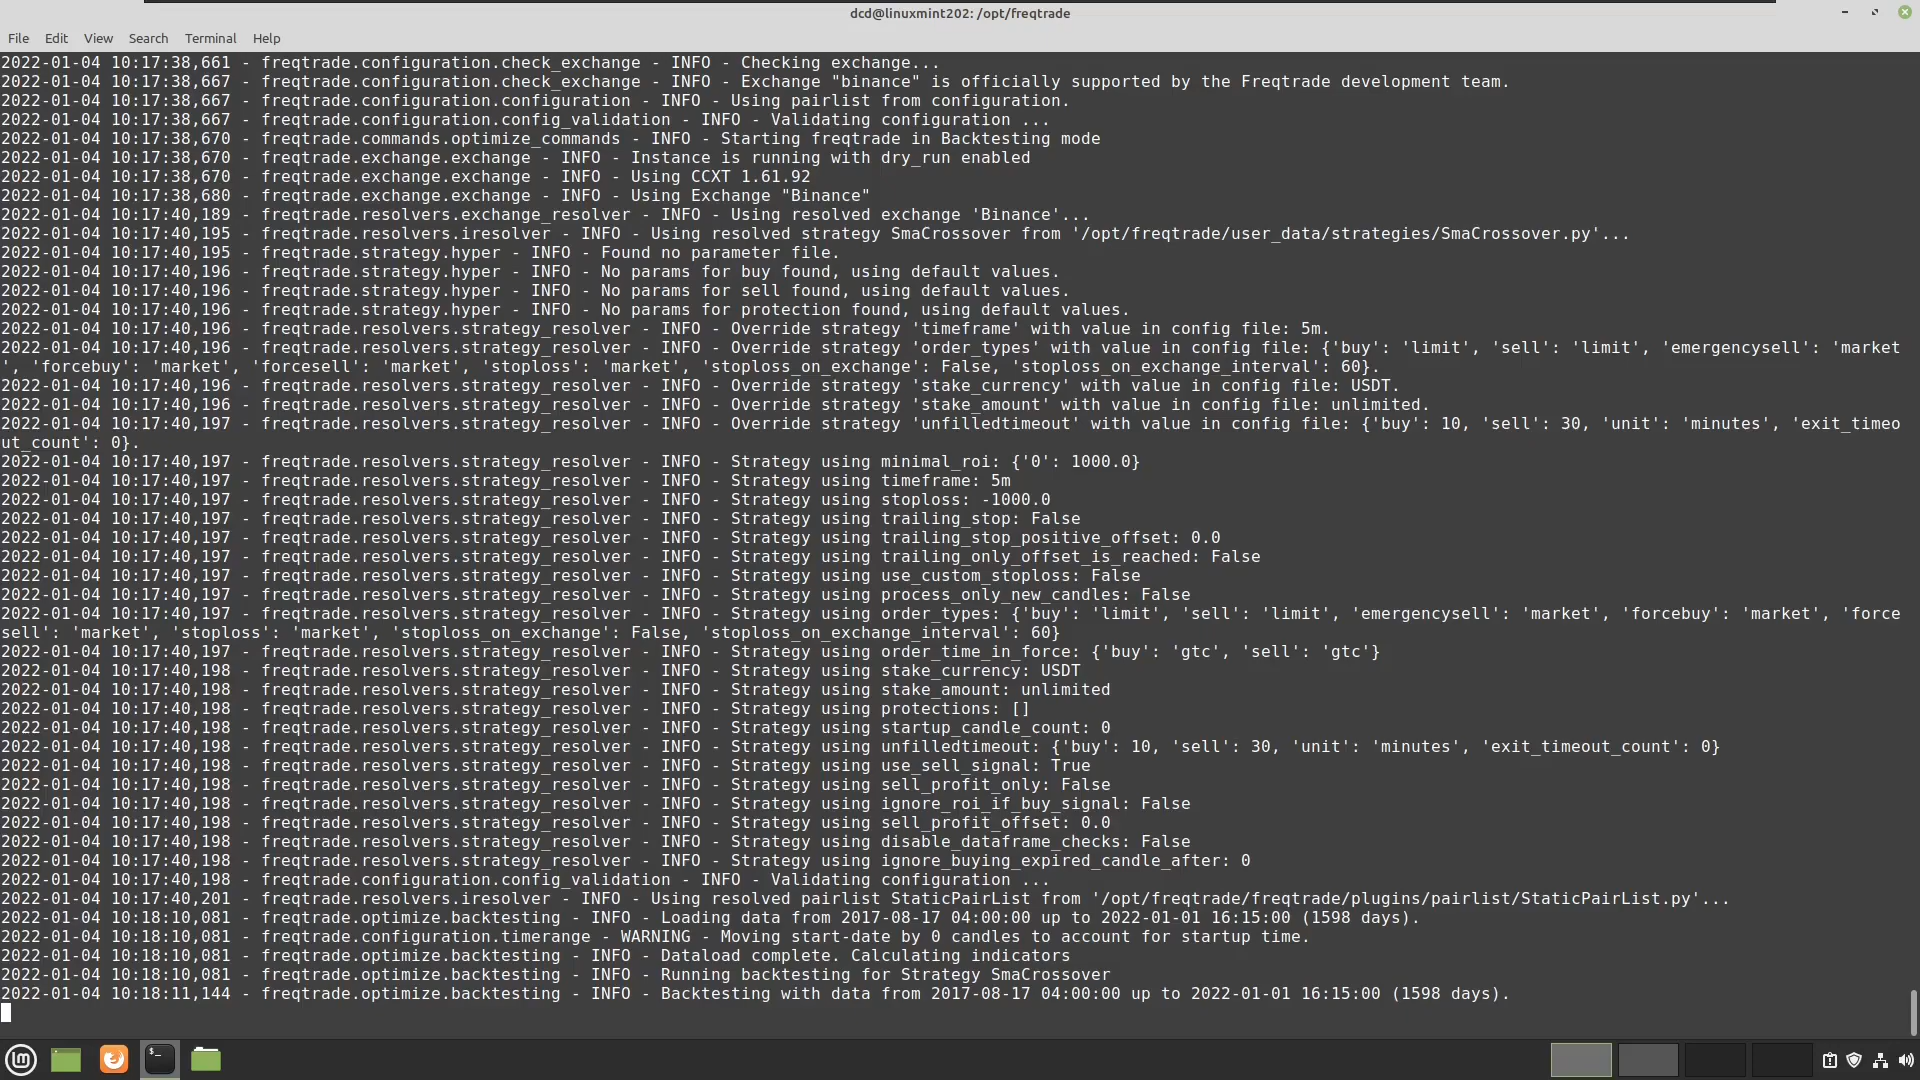 dcd@linuxmint202: /opt/freqtrade
File Edit View Search Terminal Help
2022-01-04 10:17:38,661 - freqtrade.configuration.check_exchange - INFO - Checking exchange...
2022-01-04 10:17:38,667 - freqtrade.configuration.check_exchange - INFO - Exchange "binance" is officially supported by the Freqtrade development team.
2022-01-04 10:17:38,667 - freqtrade.configuration.configuration - INFO - Using pairlist from configuration.
2022-01-04 10:17:38,667 - freqtrade.configuration.config_validation - INFO - Validating configuration ...
2022-01-04 10:17:38,670 - freqtrade.commands.optimize_commands - INFO - Starting freqtrade in Backtesting mode
2022-01-04 10:17:38,670 - freqtrade.exchange.exchange - INFO - Instance is running with dry_run enabled
2022-01-04 10:17:38,670 - freqtrade.exchange.exchange - INFO - Using CCXT 1.61.92
2022-01-04 10:17:38,680 - freqtrade.exchange.exchange - INFO - Using Exchange "Binance"
2022-01-04 10:17:40,189 - freqtrade.resolvers.exchange_resolver - INFO - Using resolved exchange 'Binance'...
2022-01-04 10:17:40,195 - freqtrade.resolvers.iresolver - INFO - Using resolved strategy SmaCrossover from '/opt/freqtrade/user_data/strategies/SmaCrossover.py'...
2022-01-04 10:17:40,195 - freqtrade.strategy.hyper - INFO - Found no parameter file.
2022-01-04 10:17:40,196 - freqtrade.strategy.hyper - INFO - No params for buy found, using default values.
2022-01-04 10:17:40,196 - freqtrade.strategy.hyper - INFO - No params for sell found, using default values.
2022-01-04 10:17:40,196 - freqtrade.strategy.hyper - INFO - No params for protection found, using default values.
2022-01-04 10:17:40,196 - freqtrade.resolvers.strategy_resolver - INFO - Override strategy 'timeframe' with value in config file: 5m.
2022-01-04 10:17:40,196 - freqtrade.resolvers.strategy_resolver - INFO - Override strategy 'order_types' with value in config file: {'buy': 'limit', 'sell': 'limit', 'emergencysell': 'market
', 'forcebuy': 'market', 'forcesell': 'market', 'stoploss': 'market', 'stoploss_on_exchange': False, 'stoploss_on_exchange_interval': 60}.
2022-01-04 10:17:40,196 - freqtrade.resolvers.strategy_resolver - INFO - Override strategy 'stake_currency' with value in config file: USDT.
2022-01-04 10:17:40,196 - freqtrade.resolvers.strategy_resolver - INFO - Override strategy 'stake_amount' with value in config file: unlimited.
2022-01-04 10:17:40,197 - freqtrade.resolvers.strategy_resolver - INFO - Override strategy 'unfilledtimeout' with value in config file: {'buy': 10, 'sell': 30, 'unit': 'minutes', 'exit_timeo
ut_count': 0}.
2022-01-04 10:17:40,197 - freqtrade.resolvers.strategy_resolver - INFO - Strategy using minimal_roi: {'0': 1000.0}
2022-01-04 10:17:40,197 - freqtrade.resolvers.strategy_resolver - INFO - Strategy using timeframe: 5m
2022-01-04 10:17:40,197 - freqtrade.resolvers.strategy_resolver - INFO - Strategy using stoploss: -1000.0
2022-01-04 10:17:40,197 - freqtrade.resolvers.strategy_resolver - INFO - Strategy using trailing_stop: False
2022-01-04 10:17:40,197 - freqtrade.resolvers.strategy_resolver - INFO - Strategy using trailing_stop_positive_offset: 0.0
2022-01-04 10:17:40,197 - freqtrade.resolvers.strategy_resolver - INFO - Strategy using trailing_only_offset_is_reached: False
2022-01-04 10:17:40,197 - freqtrade.resolvers.strategy_resolver - INFO - Strategy using use_custom_stoploss: False
2022-01-04 10:17:40,197 - freqtrade.resolvers.strategy_resolver - INFO - Strategy using process_only_new_candles: False
2022-01-04 10:17:40,197 - freqtrade.resolvers.strategy_resolver - INFO - Strategy using order_types: {'buy': 'limit', 'sell': 'limit', 'emergencysell': 'market', 'forcebuy': 'market', 'force
sell': 'market', 'stoploss': 'market', 'stoploss_on_exchange': False, 'stoploss_on_exchange_interval': 60}
2022-01-04 10:17:40,197 - freqtrade.resolvers.strategy_resolver - INFO - Strategy using order_time_in_force: {'buy': 'gtc', 'sell': 'gtc'}
2022-01-04 10:17:40,198 - freqtrade.resolvers.strategy_resolver - INFO - Strategy using stake_currency: USDT
2022-01-04 10:17:40,198 - freqtrade.resolvers.strategy_resolver - INFO - Strategy using stake_amount: unlimited
2022-01-04 10:17:40,198 - freqtrade.resolvers.strategy_resolver - INFO - Strategy using protections: []
2022-01-04 10:17:40,198 - freqtrade.resolvers.strategy_resolver - INFO - Strategy using startup_candle_count: 0
2022-01-04 10:17:40,198 - freqtrade.resolvers.strategy_resolver - INFO - Strategy using unfilledtimeout: {'buy': 10, 'sell': 30, 'unit': 'minutes', 'exit_timeout_count': 0}
2022-01-04 10:17:40,198 - freqtrade.resolvers.strategy_resolver - INFO - Strategy using use_sell_signal: True
2022-01-04 10:17:40,198 - freqtrade.resolvers.strategy_resolver - INFO - Strategy using sell_profit_only: False
2022-01-04 10:17:40,198 - freqtrade.resolvers.strategy_resolver - INFO - Strategy using ignore_roi_if_buy_signal: False
2022-01-04 10:17:40,198 - freqtrade.resolvers.strategy_resolver - INFO - Strategy using sell_profit_offset: 0.0
2022-01-04 10:17:40,198 - freqtrade.resolvers.strategy_resolver - INFO - Strategy using disable_dataframe_checks: False
2022-01-04 10:17:40,198 - freqtrade.resolvers.strategy_resolver - INFO - Strategy using ignore_buying_expired_candle_after: 0
2022-01-04 10:17:40,198 - freqtrade.configuration.config_validation - INFO - Validating configuration ...
2022-01-04 10:17:40,201 - freqtrade.resolvers.iresolver - INFO - Using resolved pairlist StaticPairList from '/opt/freqtrade/freqtrade/plugins/pairlist/StaticPairList.py'...
2022-01-04 10:18:10,081 - freqtrade.optimize.backtesting - INFO - Loading data from 2017-08-17 04:00:00 up to 2022-01-01 16:15:00 (1598 days).
2022-01-04 10:18:10,081 - freqtrade.configuration.timerange - WARNING - Moving start-date by 0 candles to account for startup time.
2022-01-04 10:18:10,081 - freqtrade.optimize.backtesting - INFO - Dataload complete. Calculating indicators
2022-01-04 10:18:10,081 - freqtrade.optimize.backtesting - INFO - Running backtesting for Strategy SmaCrossover
2022-01-04 10:18:11,144 - freqtrade.optimize.backtesting - INFO - Backtesting with data from 2017-08-17 04:00:00 up to 2022-01-01 16:15:00 (1598 days).